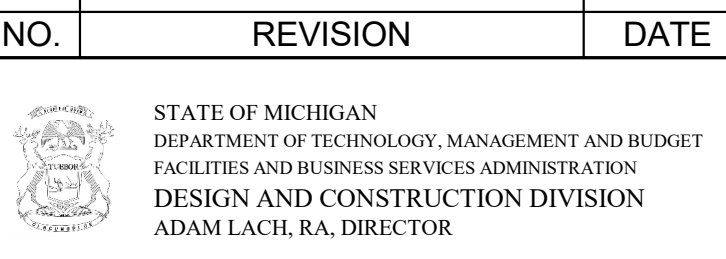 NO. REVISION DATE
TUEBOR
STATE OF MICHIGAN
DEPARTMENT OF TECHNOLOGY, MANAGEMENT AND BUDGET
FACILITIES AND BUSINESS SERVICES ADMINISTRATION
DESIGN AND CONSTRUCTION DIVISION
ADAM LACH, RA, DIRECTOR